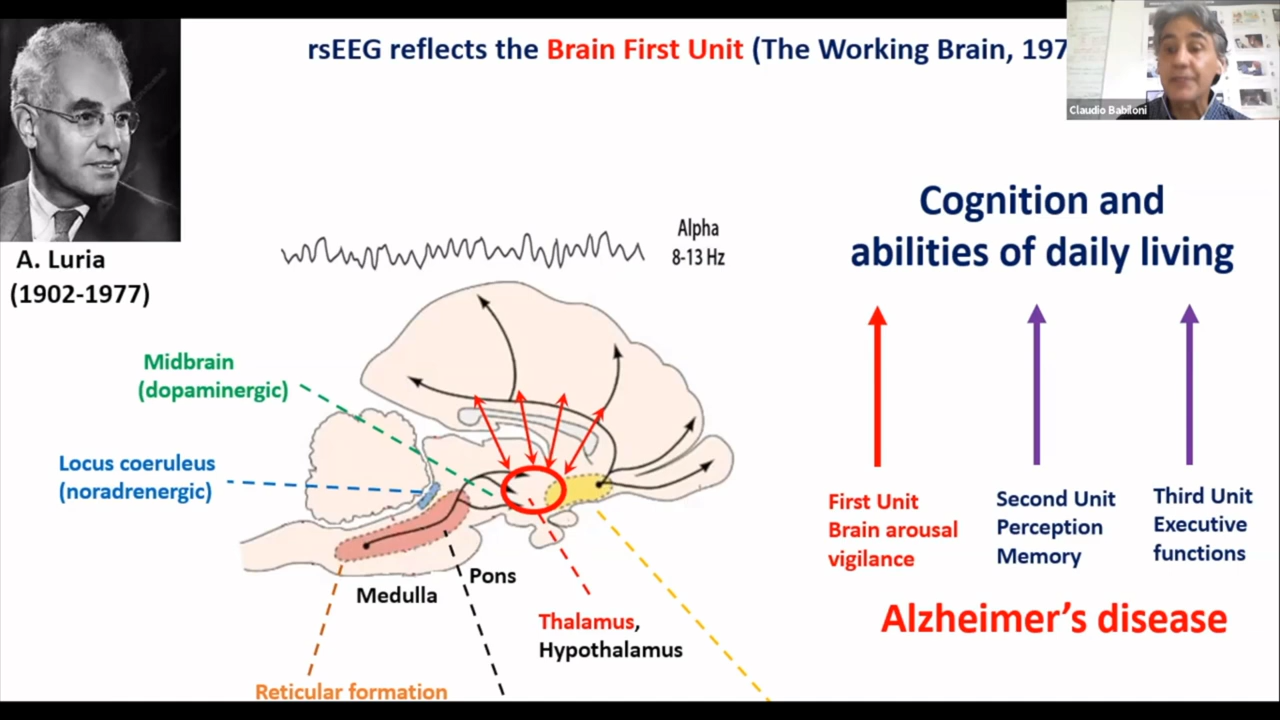 rsEEG reflects the Brain First Unit (The Working Brain, 197
Claudio Babiloni
A. Luria
(1902-1977)
Alpha
8-13 Hz
Cognition and
abilities of daily living
Midbrain
(dopaminergic)
Locus coeruleus
(noradrenergic)
Medulla
Pons
Thalamus,
Hypothalamus
Reticular formation
First Unit
Brain arousal
vigilance
Second Unit
Perception
Memory
Third Unit
Executive
functions
Alzheimer's disease